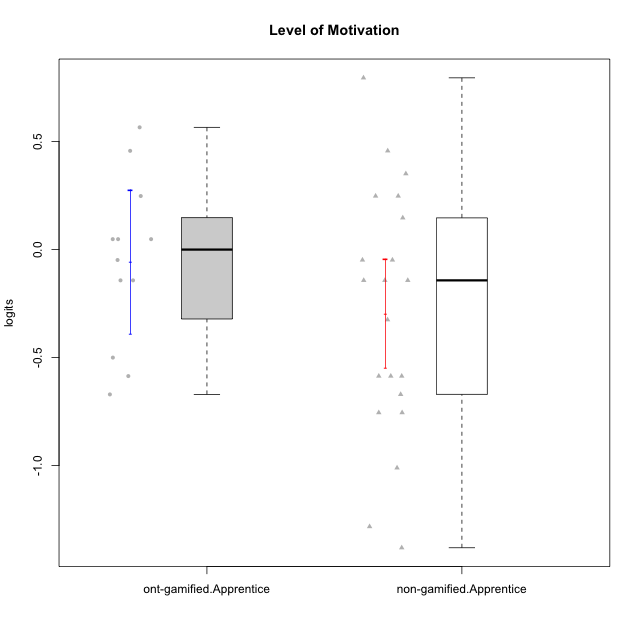 Level of Motivation
logits
0.5
0.0
-0.5
-1.0
ont-gamified.Apprentice
non-gamified.Apprentice